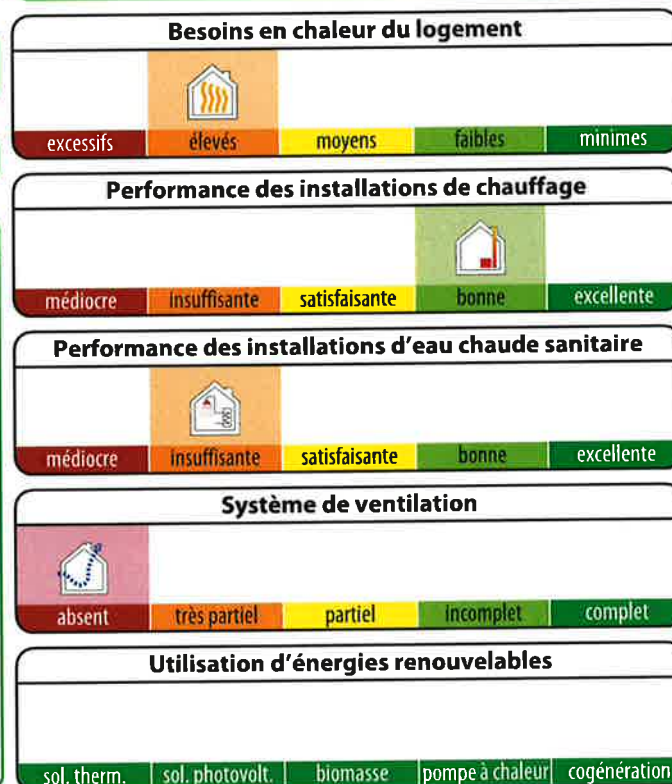 Besoins en chaleur du logement
excessifs élevés moyens faibles minimes
Performance des installations de chauffage
médiocre insuffisante satisfaisante bonne excellente
Performance des installations d'eau chaude sanitaire
médiocre insuffisante satisfaisante bonne excellente
Système de ventilation
absent très partiel partiel incomplet complet
Utilisation d'énergies renouvelables
sol. therm. sol. photovolt. biomasse pompe à chaleur cogénération